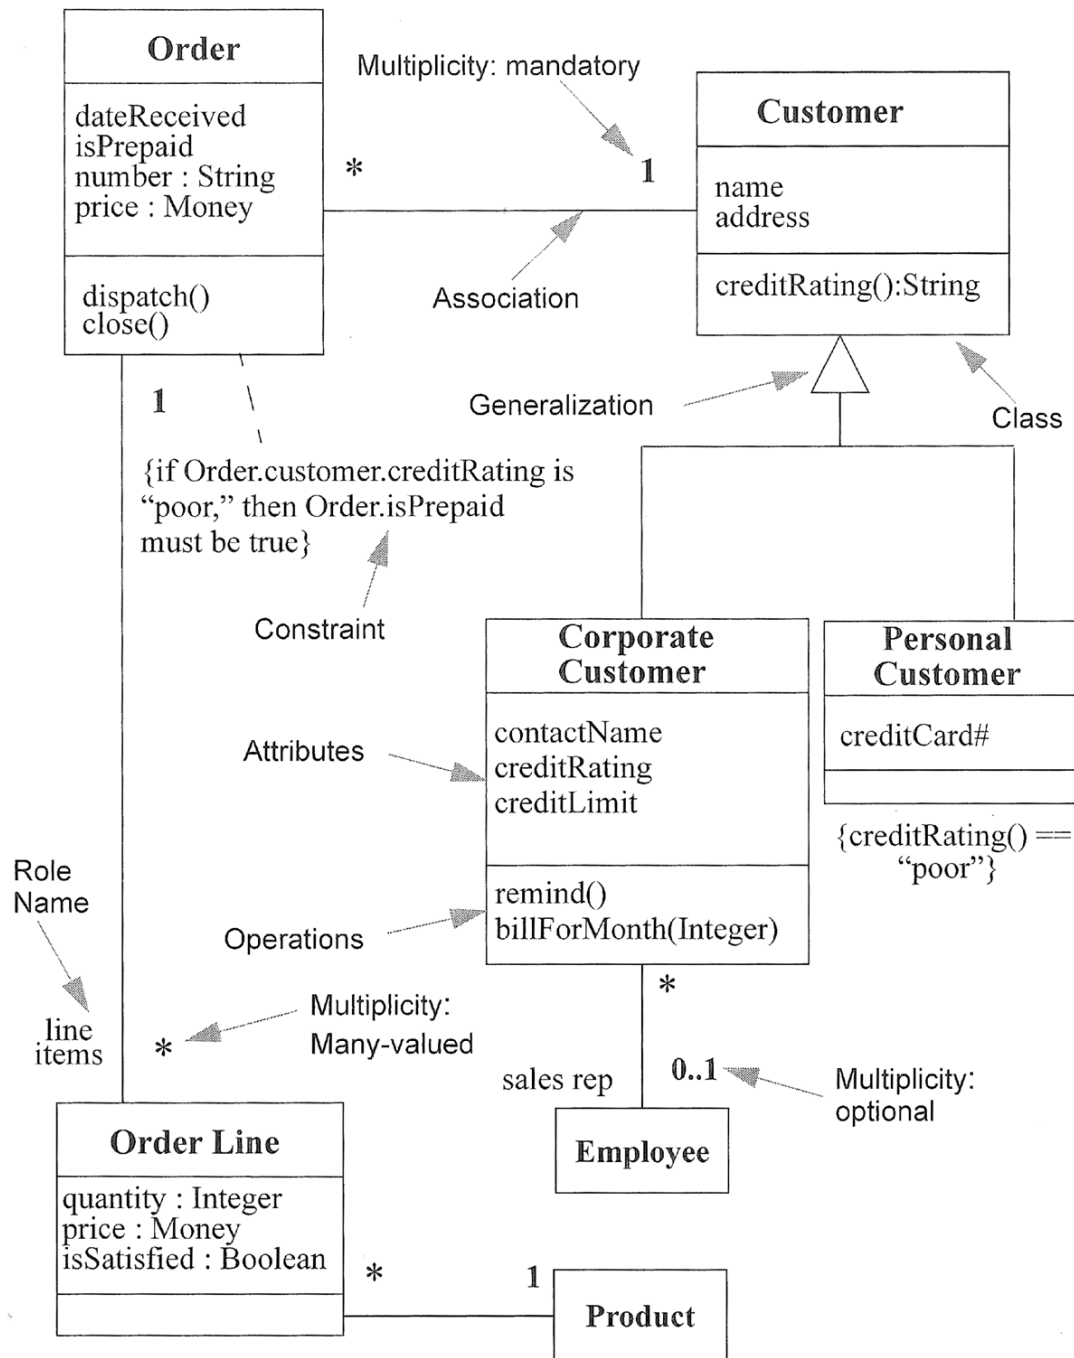 Order
dateReceived
isPrepaid
number : String
price : Money
dispatch()
close()
Multiplicity: mandatory
*
1
Association
Customer
name
address
creditRating():String
Generalization
Class
1
{if Order.customer.creditRating is
“poor,” then Order.isPrepaid
must be true}
Constraint
Corporate
Customer
contactName
creditRating
creditLimit
remind()
billForMonth(Integer)
Personal
Customer
creditCard#
{creditRating() ==
“poor”}
Attributes
Operations
Role
Name
line
items
*
Multiplicity:
Many-valued
*
sales rep
0..1
Multiplicity:
optional
Employee
Order Line
quantity : Integer
price : Money
isSatisfied : Boolean
*
1
Product